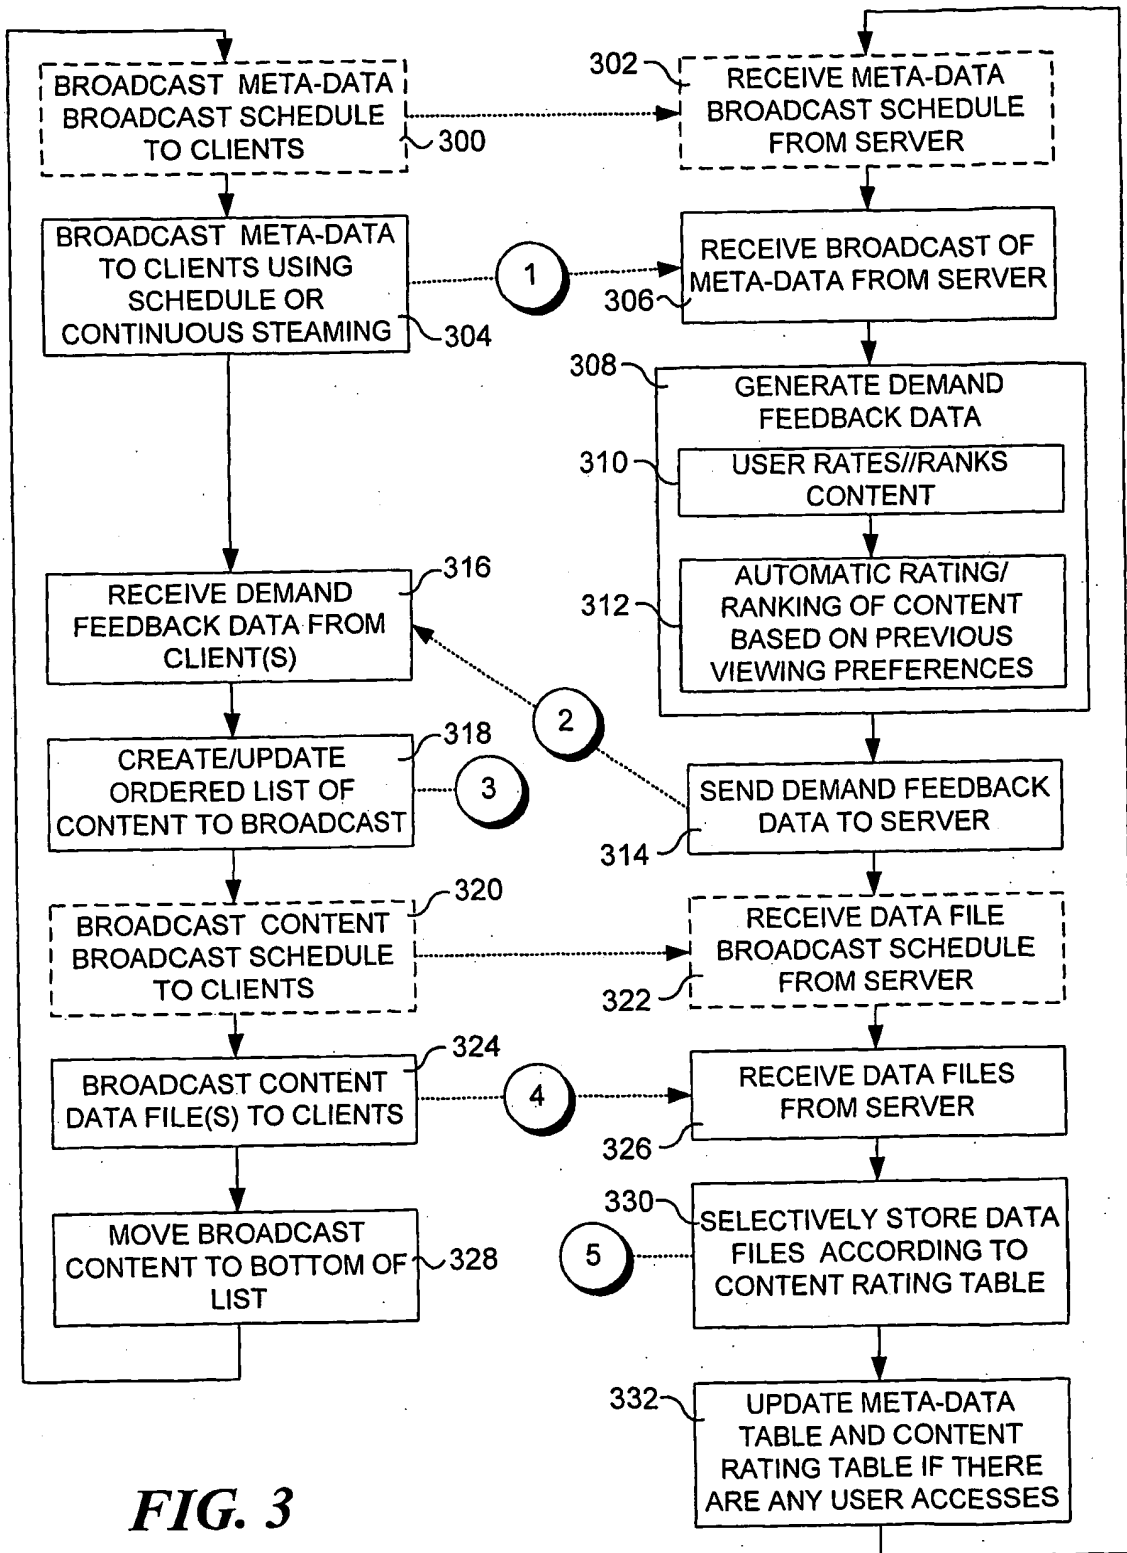 BROADCAST META-DATA
BROADCAST SCHEDULE
TO CLIENTS
300
302
RECEIVE META-DATA
BROADCAST SCHEDULE
FROM SERVER
BROADCAST META-DATA
TO CLIENTS USING
SCHEDULE OR
CONTINUOUS STEAMING
304
1
RECEIVE BROADCAST OF
META-DATA FROM SERVER
306
308
GENERATE DEMAND
FEEDBACK DATA
310
USER RATES//RANKS
CONTENT
312
AUTOMATIC RATING/
RANKING OF CONTENT
BASED ON PREVIOUS
VIEWING PREFERENCES
316
RECEIVE DEMAND
FEEDBACK DATA FROM
CLIENT(S)
2
318
CREATE/UPDATE
ORDERED LIST OF
CONTENT TO BROADCAST
3
SEND DEMAND FEEDBACK
DATA TO SERVER
314
320
BROADCAST CONTENT
BROADCAST SCHEDULE
TO CLIENTS
RECEIVE DATA FILE
BROADCAST SCHEDULE
FROM SERVER
322
324
BROADCAST CONTENT
DATA FILE(S) TO CLIENTS
4
RECEIVE DATA FILES
FROM SERVER
326
MOVE BROADCAST
CONTENT TO BOTTOM OF
LIST
328
330
5
SELECTIVELY STORE DATA
FILES ACCORDING TO
CONTENT RATING TABLE
332
UPDATE META-DATA
TABLE AND CONTENT
RATING TABLE IF THERE
ARE ANY USER ACCESSES
FIG. 3